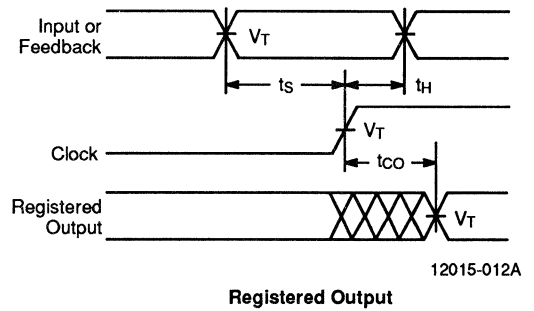 Input or
Feedback
VT
tS
tH
VT
Clock
tCO
Registered
Output
VT
12015-012A
Registered Output